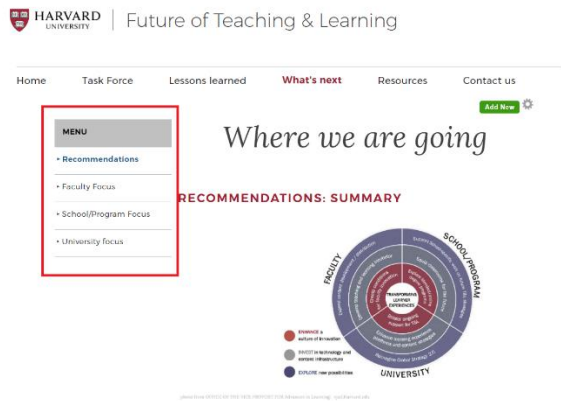 HARVARD
UNIVERSITY
Future of Teaching & Learning
Home Task Force Lessons learned What's next Resources Contact us
Add New
MENU
Recommendations
Faculty Focus
School/Program Focus
University focus
Where we are going
RECOMMENDATIONS: SUMMARY
FACULTY
SCHOOL/PROGRAM
UNIVERSITY
TRANSFORMING
LEARNER
EXPERIENCES
ENHANCE a
culture of innovation
INVEST in technology and
content infrastructure
EXPLORE new possibilities